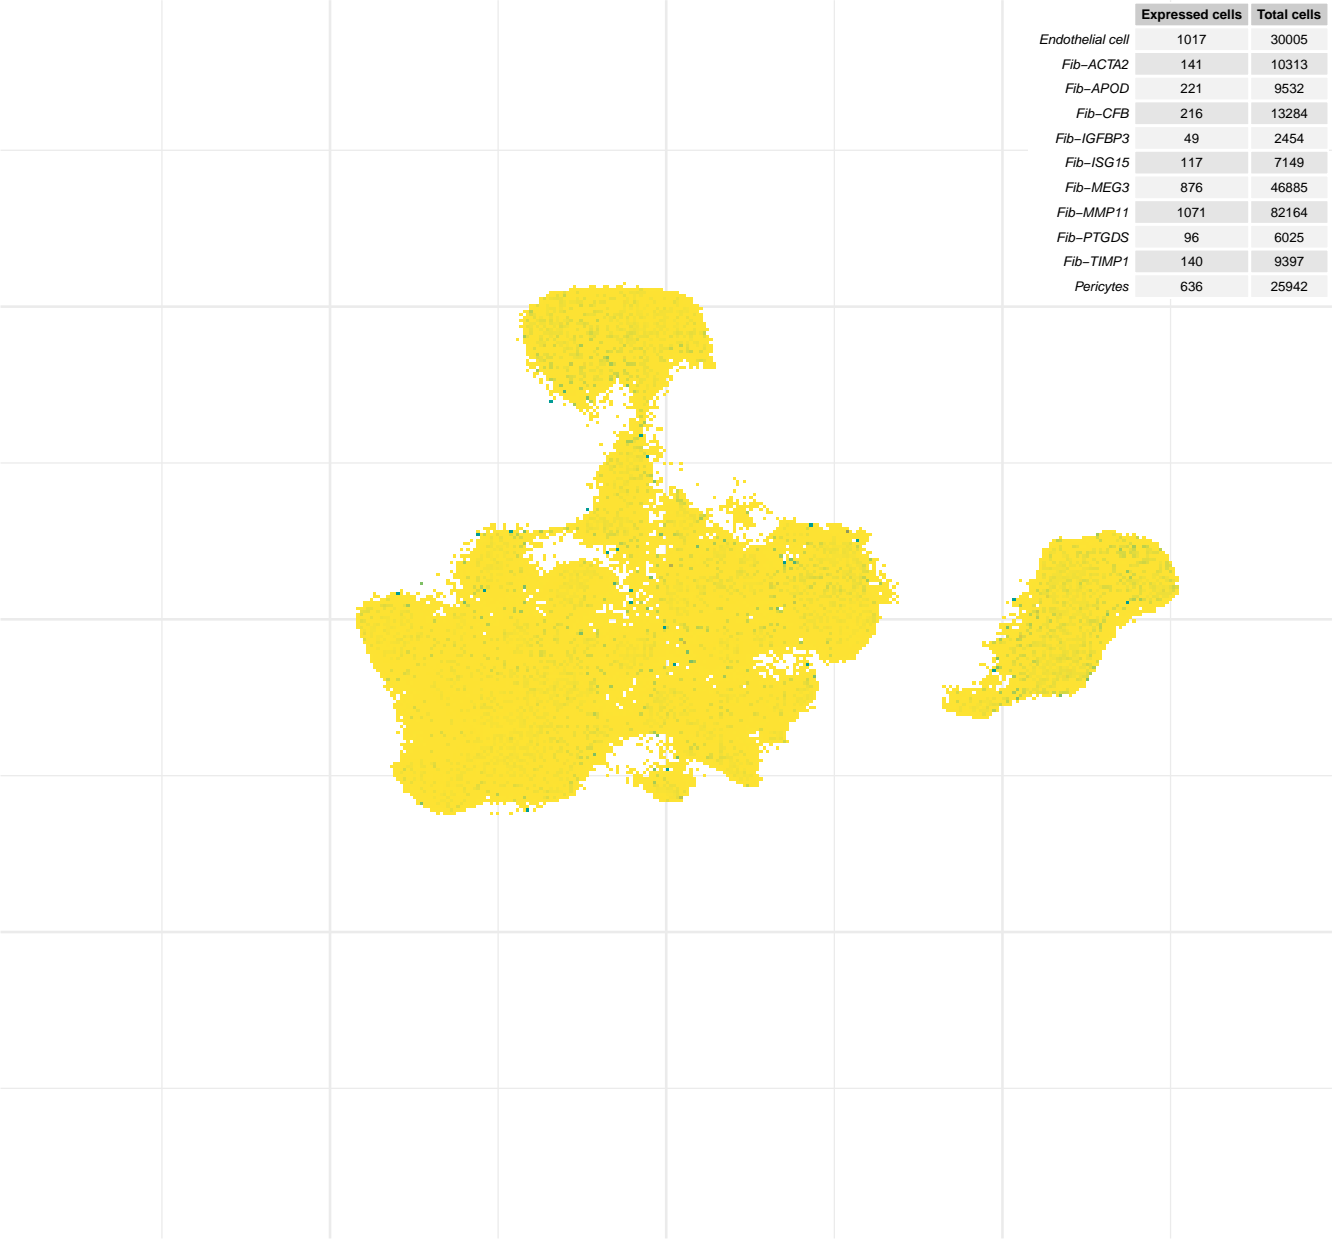 Expressed cells Total cells
Endothelial cell 1017 30005
Fib−ACTA2 141 10313
Fib−APOD 221 9532
Fib−CFB 216 13284
Fib−IGFBP3 49 2454
Fib−ISG15 117 7149
Fib−MEG3 876 46885
Fib−MMP11 1071 82164
Fib−PTGDS 96 6025
Fib−TIMP1 140 9397
Pericytes 636 25942